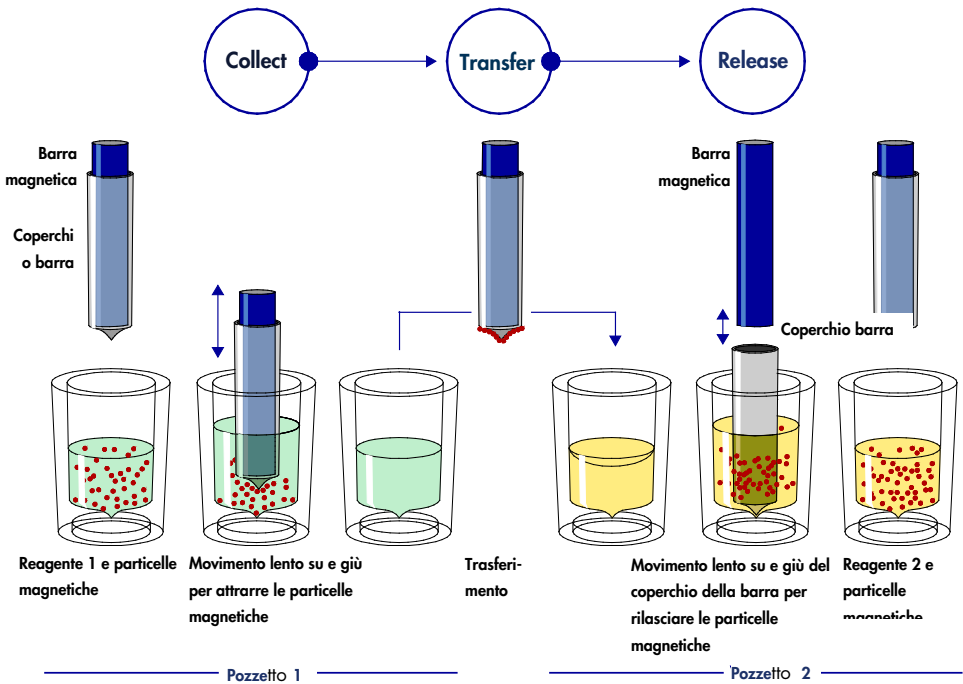 Collect
Transfer
Release
Barra
magnetica
Coperchi
o barra
Barra
magnetica
Coperchio barra
Reagente 1 e particelle
magnetiche
Movimento lento su e giù
per attrarre le particelle
magnetiche
Trasferi-
mento
Movimento lento su e giù del
coperchio della barra per
rilasciare le particelle
magnetiche
Reagente 2 e
particelle
magnetiche
Pozzetto 1
Pozzetto 2